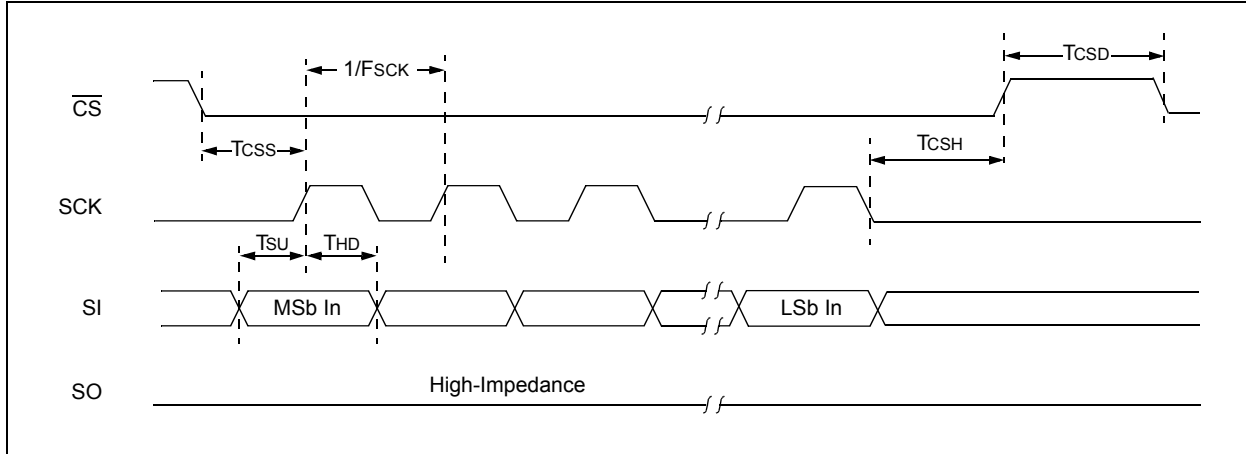 TCSD
1/FSCK
CS
TCSS
TCSH
SCK
TSU
THD
SI
MSb In
LSb In
SO
High-Impedance